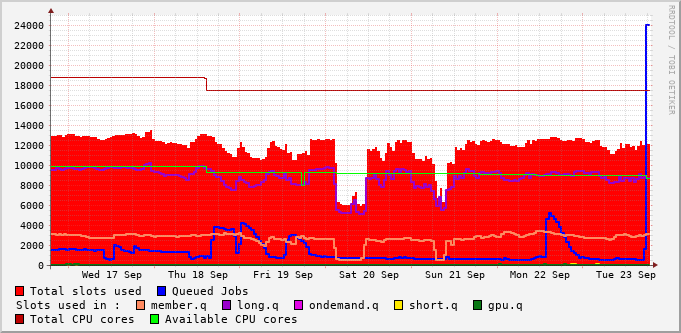 RRDTOOL / TOBI OETIKER
24000
22000
20000
18000
16000
14000
12000
10000
8000
6000
4000
2000
0
Wed 17 Sep Thu 18 Sep Fri 19 Sep Sat 20 Sep Sun 21 Sep Mon 22 Sep Tue 23 Sep
Total slots used Queued Jobs
Slots used in : member.q long.q ondemand.q short.q gpu.q
Total CPU cores Available CPU cores